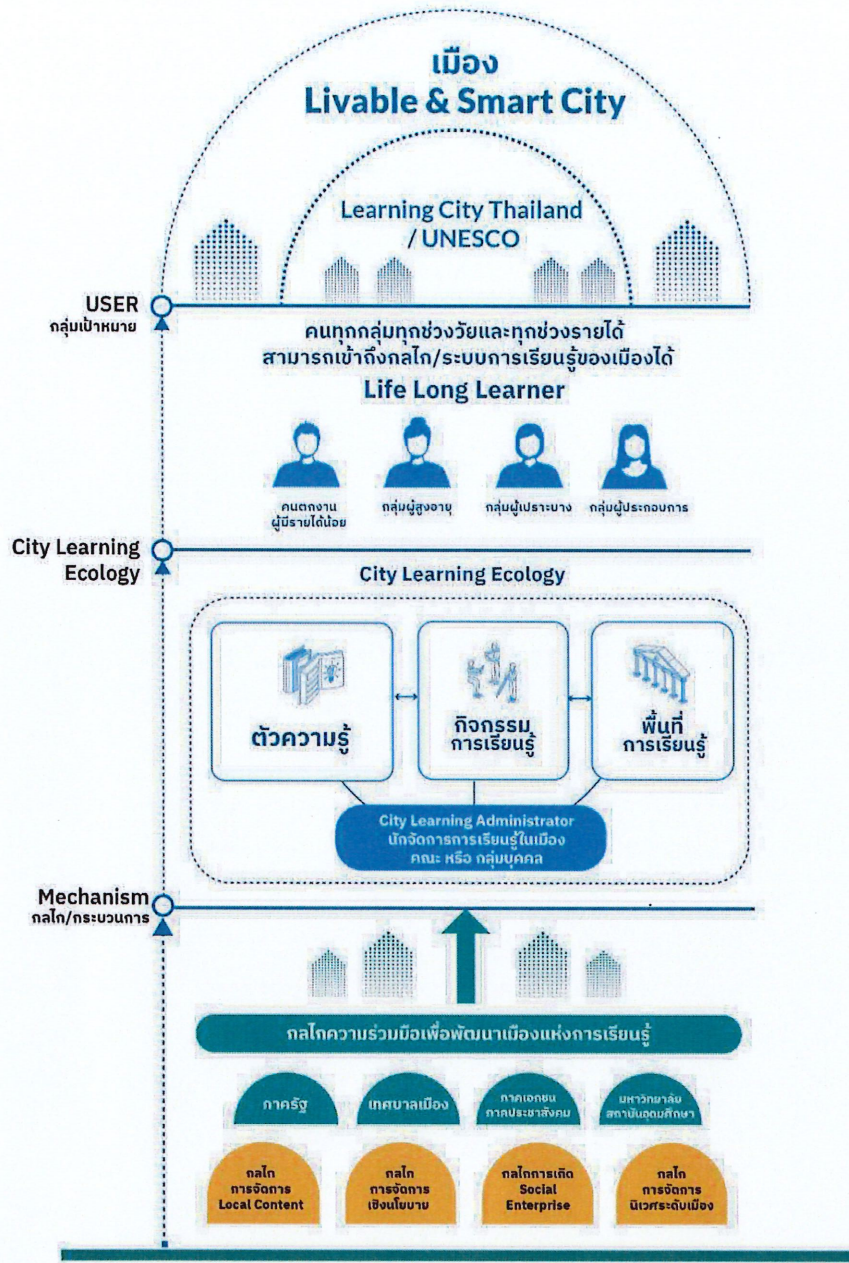 เมือง
Livable & Smart City
Learning City Thailand
/ UNESCO
USER
กลุ่มเป้าหมาย
คนทุกกลุ่มทุกช่วงวัยและทุกช่วงรายได้
สามารถเข้าถึงกลไก/ระบบการเรียนรู้ของเมืองได้
Life Long Learner
คนตกงาน
ผู้มีรายได้น้อย
กลุ่มผู้สูงอายุ
กลุ่มผู้เปราะบาง
กลุ่มผู้ประกอบการ
City Learning
Ecology
City Learning Ecology
ตัวความรู้
กิจกรรม
การเรียนรู้
พื้นที่
การเรียนรู้
City Learning Administrator
นักจัดการการเรียนรู้ในเมือง
คณะ หรือ กลุ่มบุคคล
Mechanism
กลไก/กระบวนการ
กลไกความร่วมมือเพื่อพัฒนาเมืองแห่งการเรียนรู้
ภาครัฐ
เทศบาลเมือง
ภาคเอกชน
ภาคประชาสังคม
มหาวิทยาลัย
สถาบันอุดมศึกษา
กลไก
การจัดการ
Local Content
กลไก
การจัดการ
เชิงนโยบาย
กลไกการเกิด
Social
Enterprise
กลไก
การจัดการ
นิเวศระดับเมือง